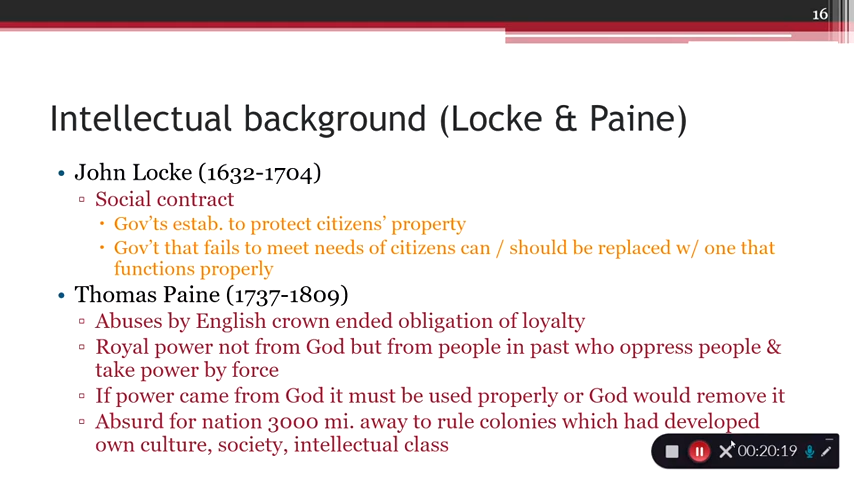 16
Intellectual background (Locke & Paine)
• John Locke (1632-1704)
▫ Social contract
• Gov’ts estab. to protect citizens’ property
• Gov’t that fails to meet needs of citizens can / should be replaced w/ one that
functions properly
• Thomas Paine (1737-1809)
▫ Abuses by English crown ended obligation of loyalty
▫ Royal power not from God but from people in past who oppress people &
take power by force
▫ If power came from God it must be used properly or God would remove it
▫ Absurd for nation 3000 mi. away to rule colonies which had developed
own culture, society, intellectual class
00:20:19